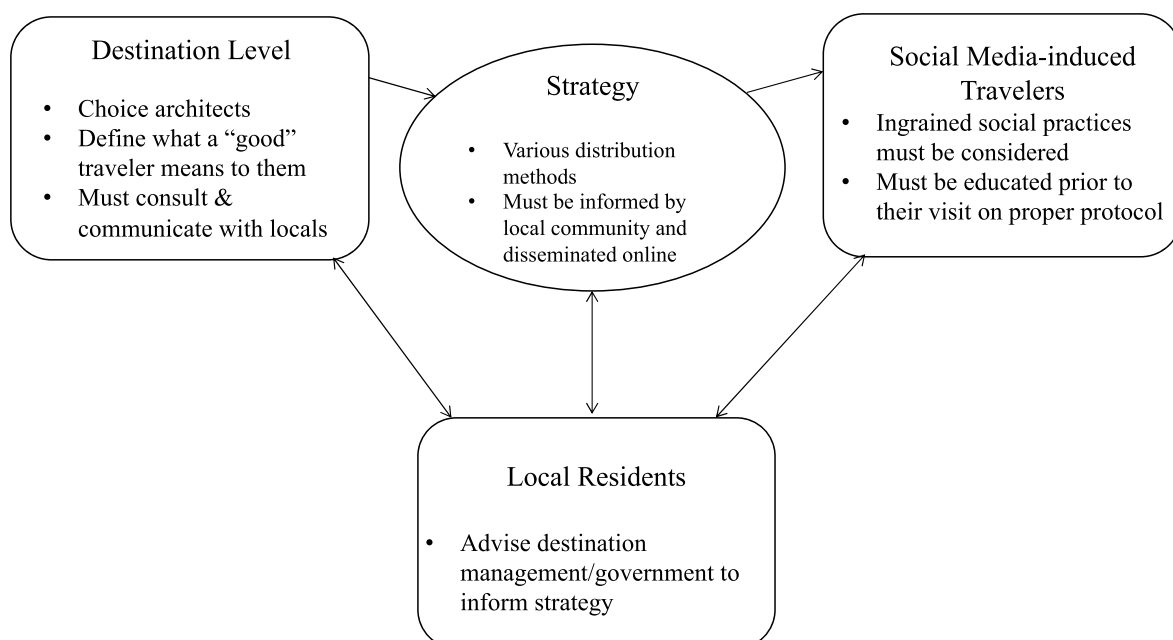 Destination Level
• Choice architects
• Define what a “good”
traveler means to them
• Must consult &
communicate with locals
Strategy
• Various distribution
methods
• Must be informed by
local community and
disseminated online
Social Media-induced
Travelers
• Ingrained social practices
must be considered
• Must be educated prior to
their visit on proper protocol
Local Residents
• Advise destination
management/government to
inform strategy